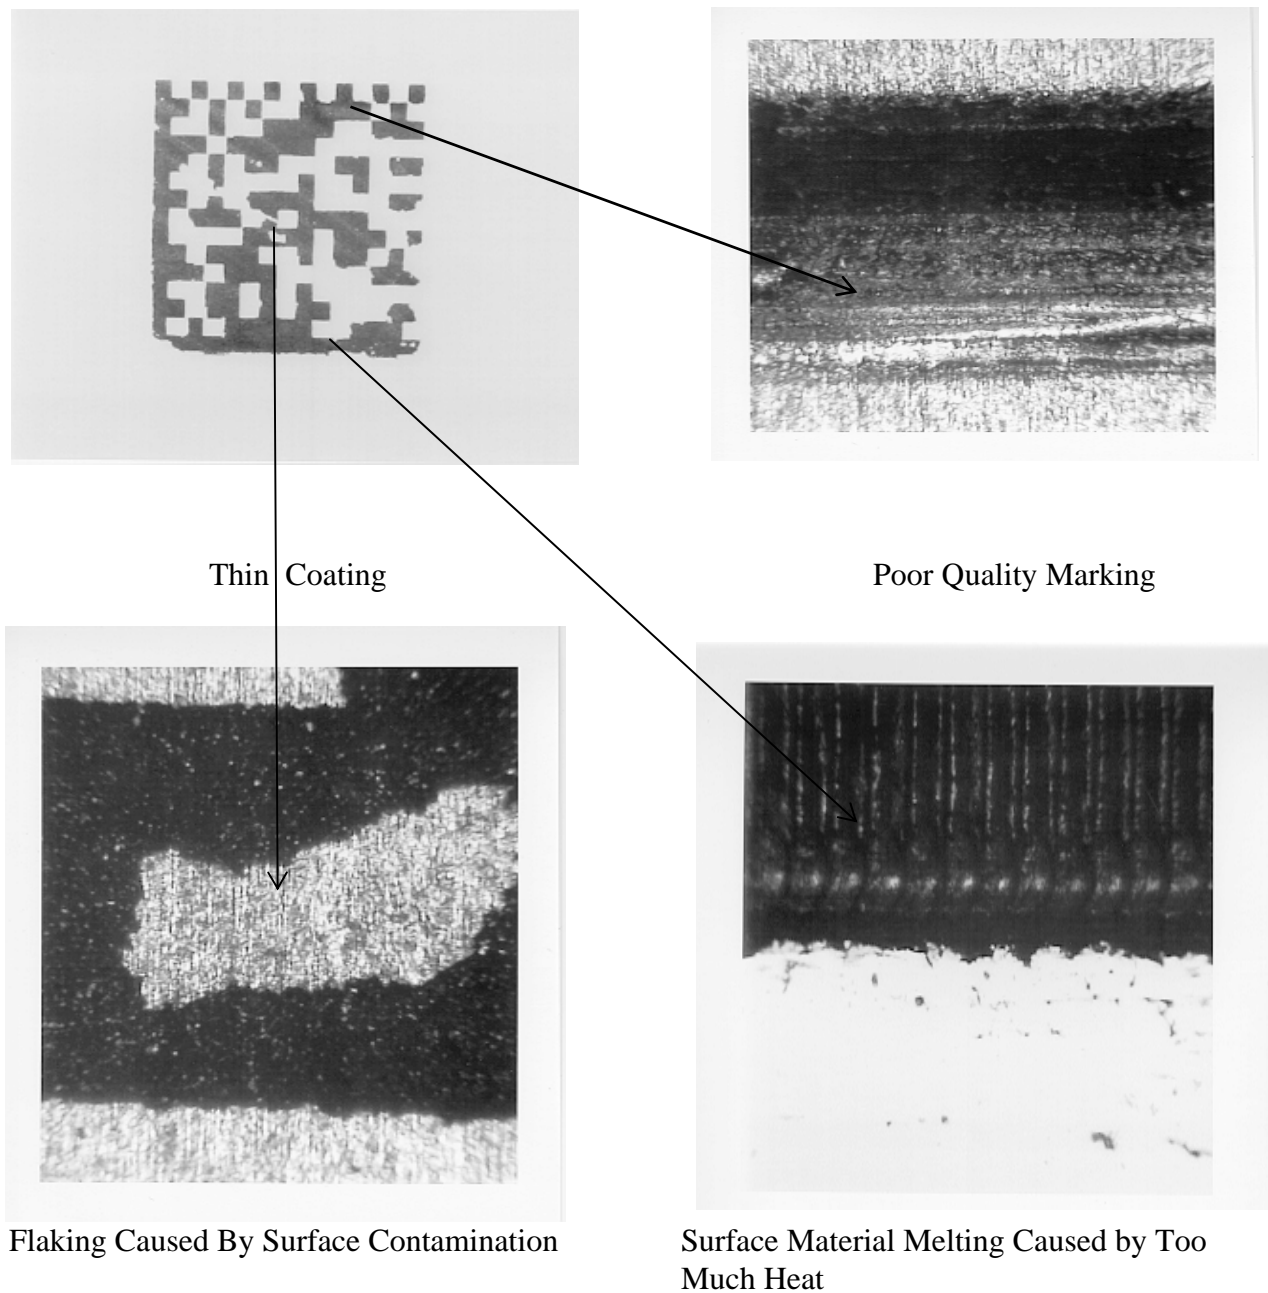 Thin Coating
Poor Quality Marking
Flaking Caused By Surface Contamination
Surface Material Melting Caused by Too
Much Heat